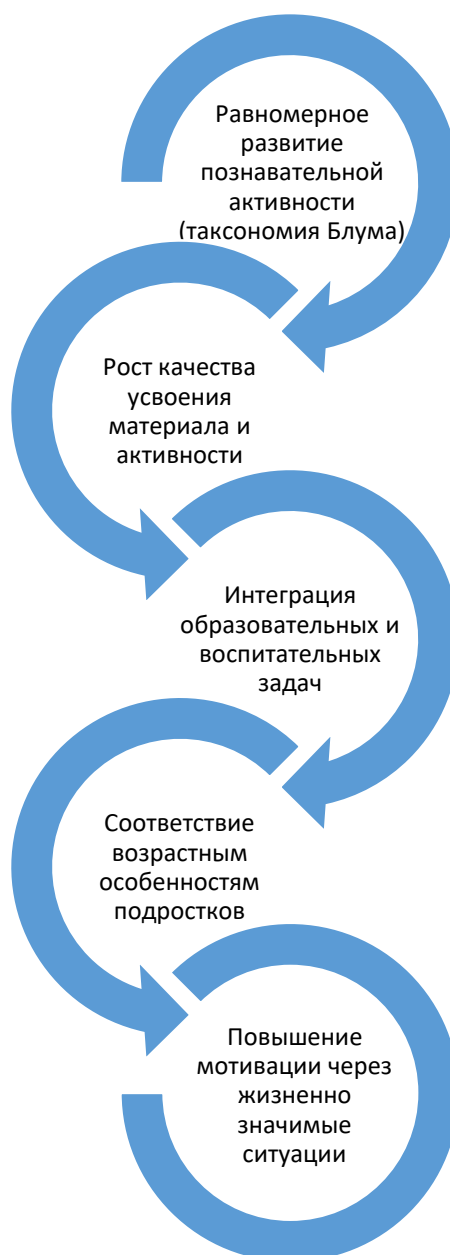 Равномерное
развитие
познавательной
активности
(таксономия Блума)
Рост качества
усвоения
материала и
активности
Интеграция
образовательных и
воспитательных
задач
Соответствие
возрастным
особенностям
подростков
Повышение
мотивации через
жизненно
значимые
ситуации